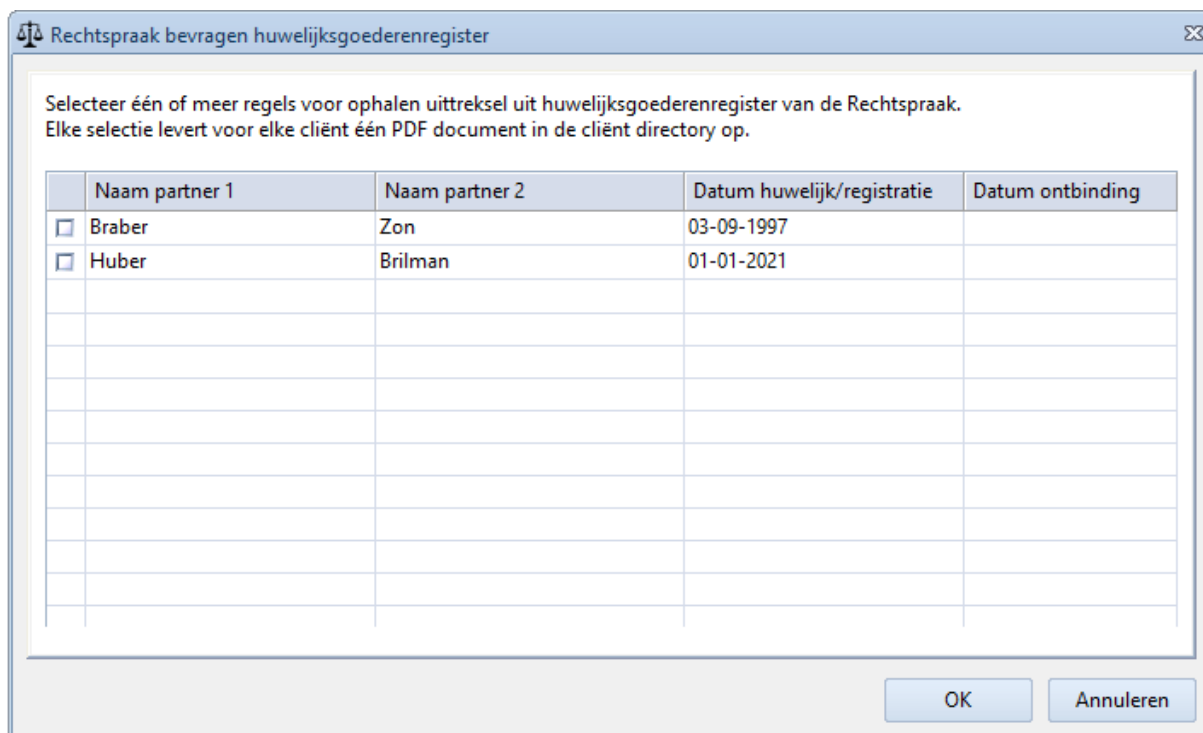 Rechtspraak bevragen huwelijksgoederenregister
Selecteer één of meer regels voor ophalen uittreksel uit huwelijksgoederenregister van de Rechtspraak.
Elke selectie levert voor elke cliënt één PDF document in de cliënt directory op.
Naam partner 1 Naam partner 2 Datum huwelijk/registratie Datum ontbinding
Braber Zon 03-09-1997
Huber Brilman 01-01-2021
OK Annuleren